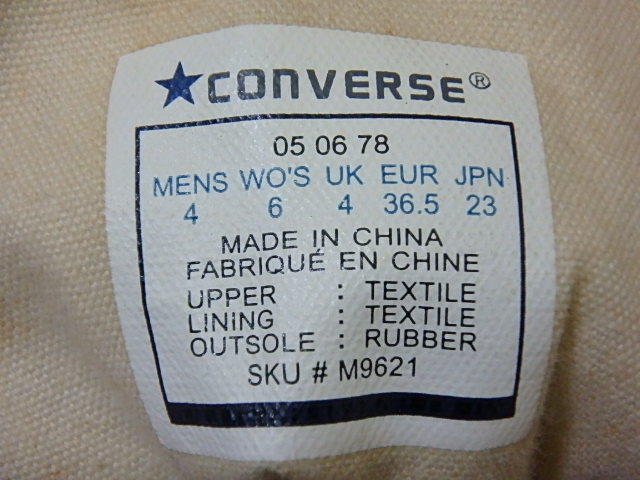 ★CONVERSE®
05 06 78
MENS WO'S UK EUR JPN
4 6 4 36.5 23
MADE IN CHINA
FABRIQUÉ EN CHINE
UPPER : TEXTILE
LINING : TEXTILE
OUTSOLE : RUBBER
SKU # M9621